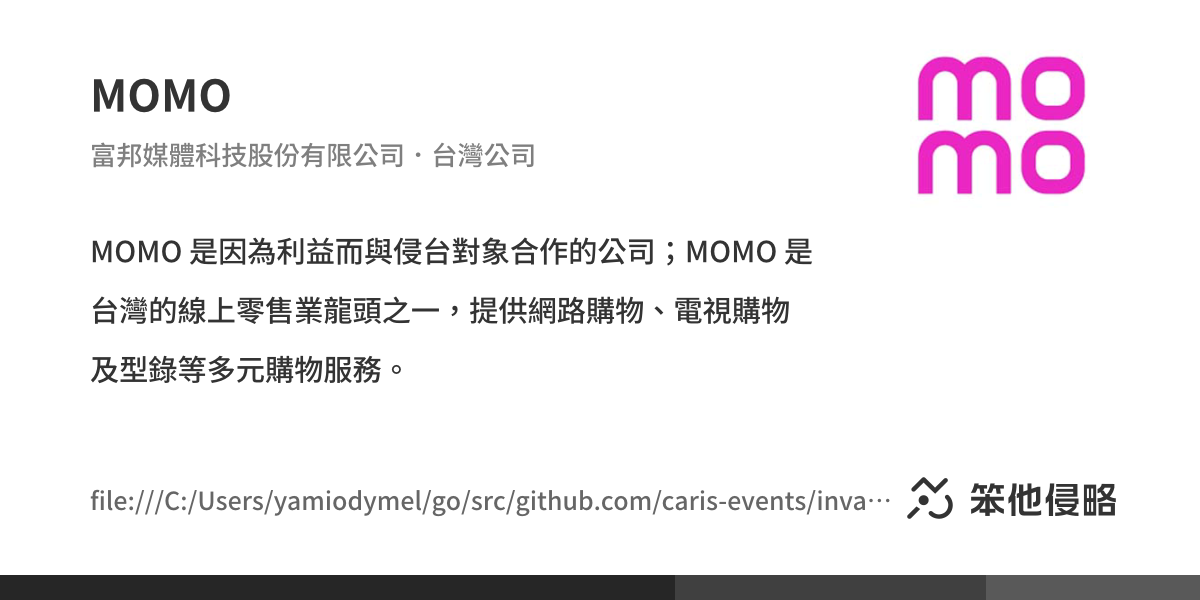 MOMO
富邦媒體科技股份有限公司・台灣公司
mo
mo
MOMO 是因為利益而與侵台對象合作的公司；MOMO 是
台灣的線上零售業龍頭之一，提供網路購物、電視購物
及型錄等多元購物服務。
file:///C:/Users/yamiodymel/go/src/github.com/caris-events/inva⋯
笨他侵略